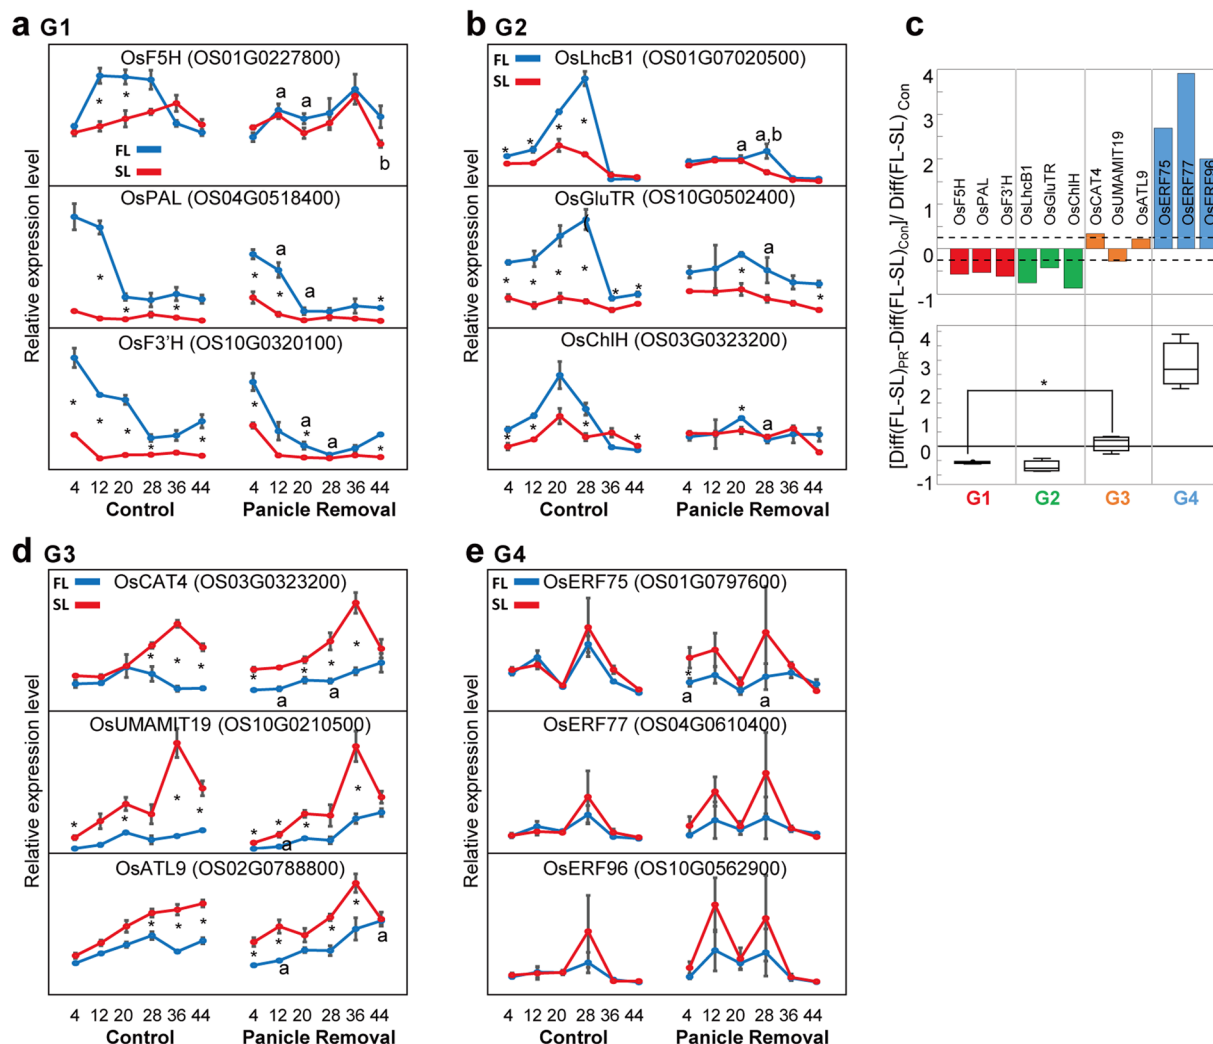 a G1
Relative expression level
OsF5H (OS01G0227800)
* *
a a
b
FL
SL
OsPAL (OS04G0518400)
* * *
* a * a *
OsF3'H (OS10G0320100)
* * * * *
* a * a *
4 12 20 28 36 44
4 12 20 28 36 44
Control
Panicle Removal
b G2
Relative expression level
FL
SL
OsLhcB1 (OS01G07020500)
* * * *
a a,b
OsGluTR (OS10G0502400)
* * * * * *
* a *
OsChlH (OS03G0323200)
* * * *
* a
4 12 20 28 36 44
4 12 20 28 36 44
Control
Panicle Removal
c
[Diff(FL-SL)PR-Diff(FL-SL)Con]/ Diff(FL-SL) Con
4
3
2
1
0
-1
OsF5H
OsPAL
OsF3'H
OsLhcB1
OsGluTR
OsChlH
OsCAT4
OsUMAMIT19
OsATL9
OsERF75
OsERF77
OsERF96
4
3
2
1
0
-1
*
G1 G2 G3 G4
d G3
Relative expression level
FL
SL
OsCAT4 (OS03G0323200)
* * *
* a * * a *
OsUMAMIT19 (OS10G0210500)
* * * *
* * a * *
OsATL9 (OS02G0788800)
* * *
* * a * * a
4 12 20 28 36 44
4 12 20 28 36 44
Control
Panicle Removal
e G4
Relative expression level
FL
SL
OsERF75 (OS01G0797600)
*
a a
OsERF77 (OS04G0610400)
OsERF96 (OS10G0562900)
4 12 20 28 36 44
4 12 20 28 36 44
Control
Panicle Removal